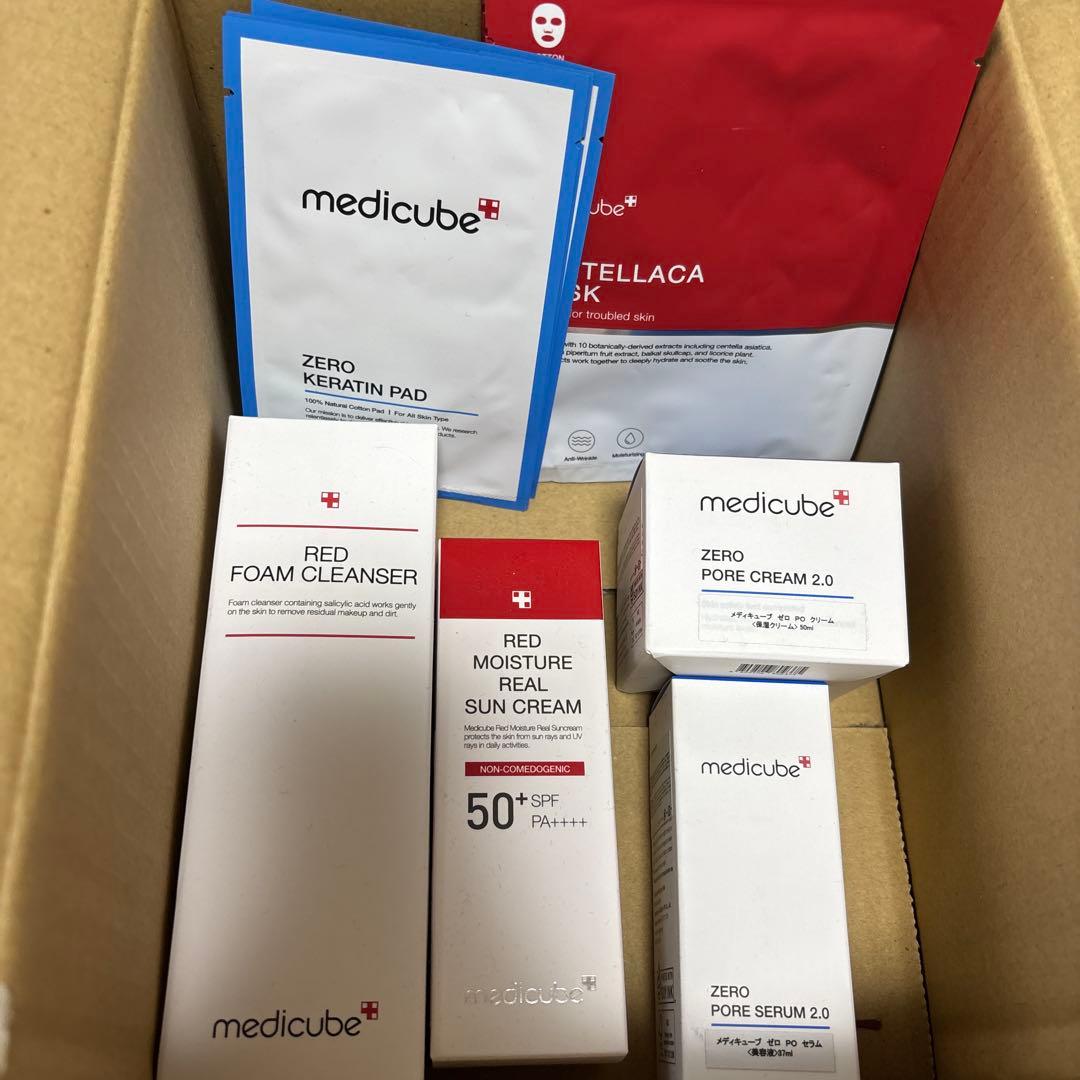 medicube
ZERO
KERATIN PAD
100% Natural Cotton Pad | For All Skin Type
Our mission is to deliver
We research
COTTON
ube
TELLACA
SK
or troubled skin
with 10 botanically-derived extracts including centella asiatica,
piperitum fruit extract, baikal skullcap, and licorice plant.
cts work together to deeply hydrate and soothe the skin.
Anti-Wrinkle
Moisturizing
RED
FOAM CLEANSER
Foam cleanser containing salicylic acid works gently
on the skin to remove residual makeup and dirt.
medicube
RED
MOISTURE
REAL
SUN CREAM
Medicube Red Moisture Real Suncream
protects the skin from sun rays and UV
rays in daily activities.
NON-COMEDOGENIC
50+ SPF
PA++++
medicube
medicube
ZERO
PORE CREAM 2.0
メディキューブ ゼロ PO クリーム
<保湿クリーム> 50ml
medicube
ZERO
PORE SERUM 2.0
メディキューブ ゼロ PO セラム
<美容液>37ml